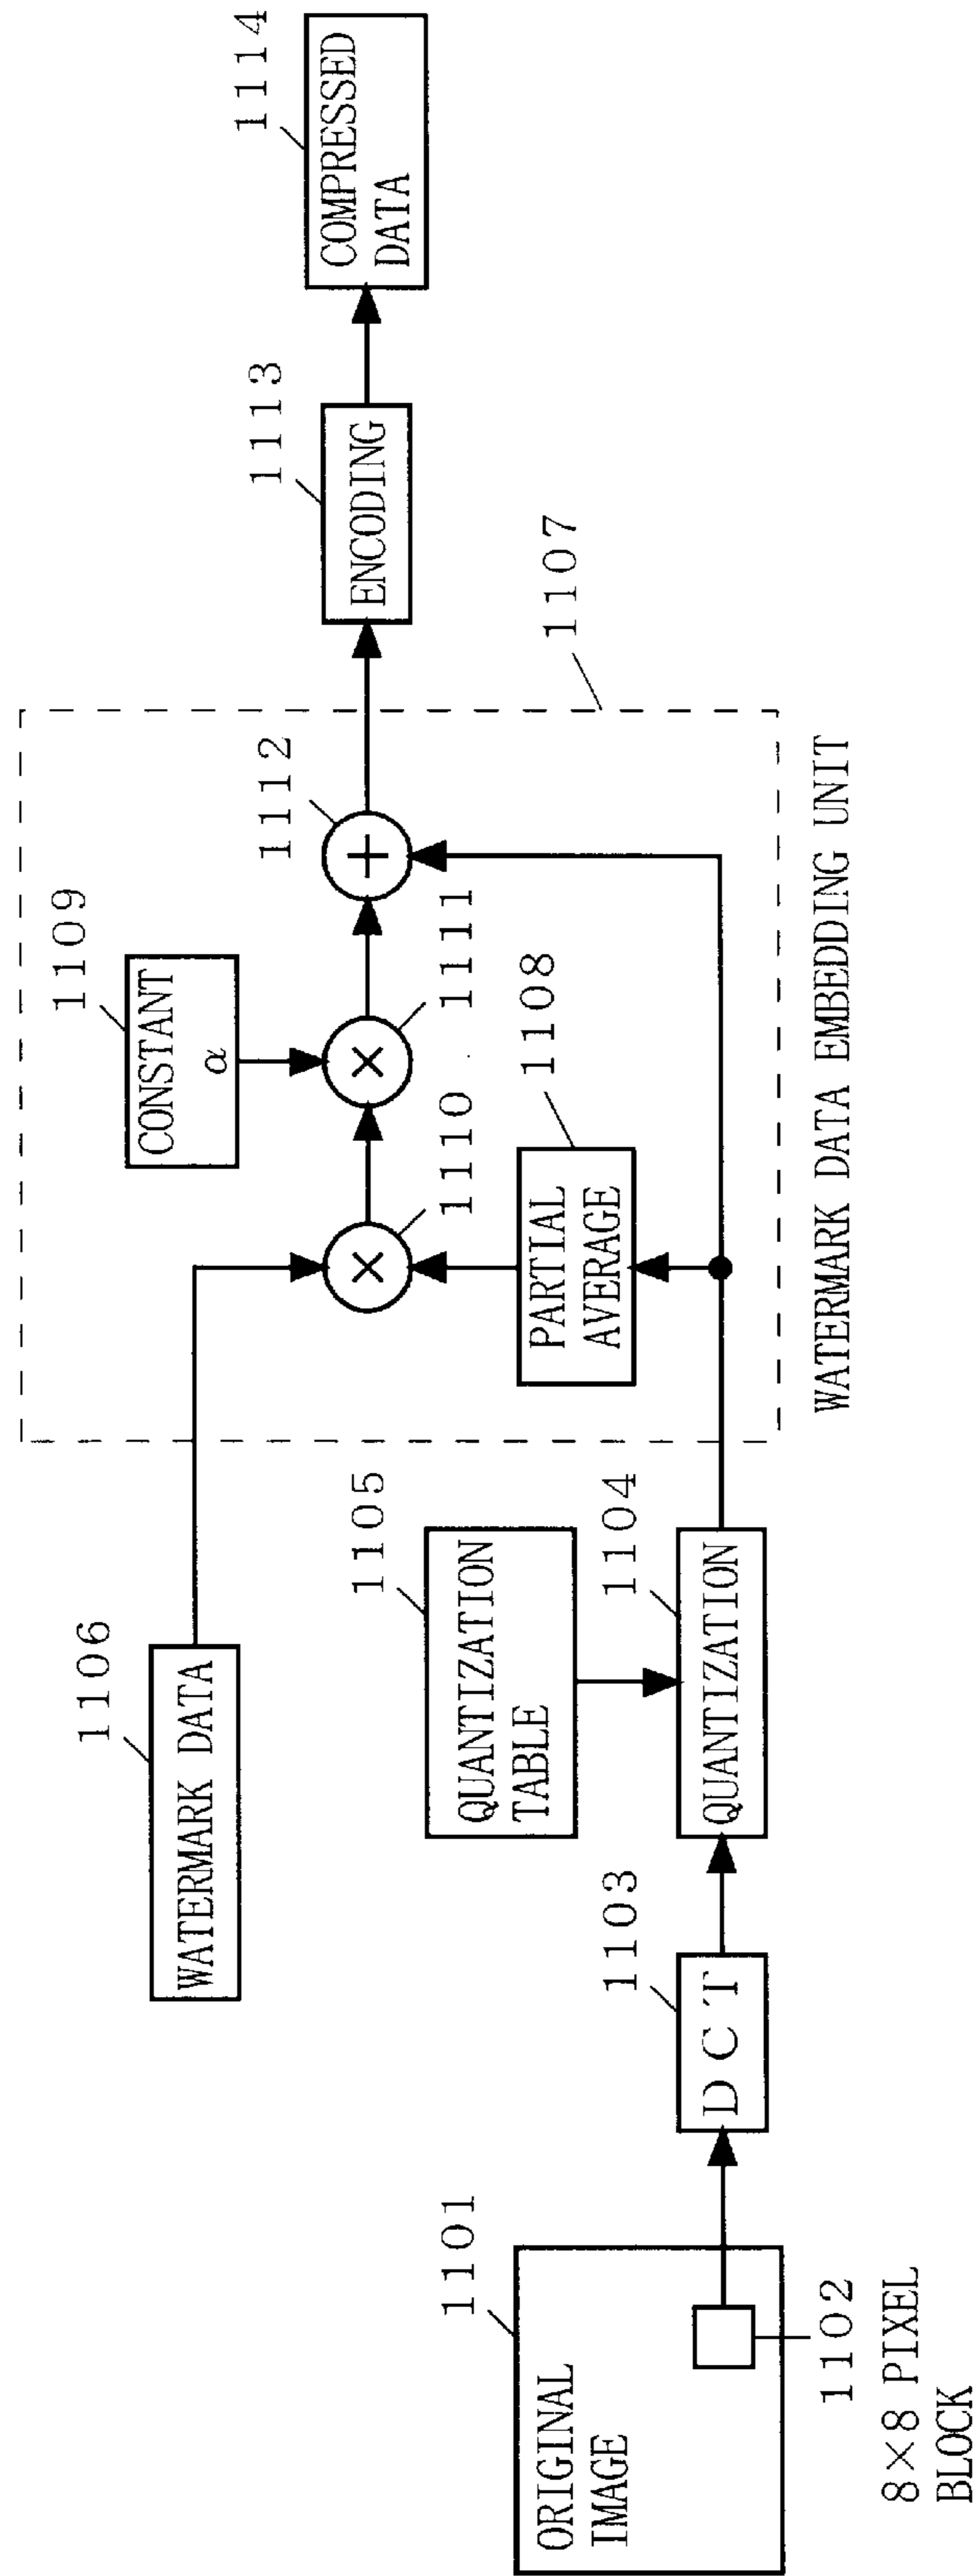 1101
ORIGINAL
IMAGE
1102
8×8 PIXEL
BLOCK
1103
DCT
1104
QUANTIZATION
1105
QUANTIZATION
TABLE
1106
WATERMARK DATA
1107
WATERMARK DATA EMBEDDING UNIT
1108
PARTIAL
AVERAGE
1109
CONSTANT
α
1110
×
1111
×
1112
+
1113
ENCODING
1114
COMPRESSED
DATA